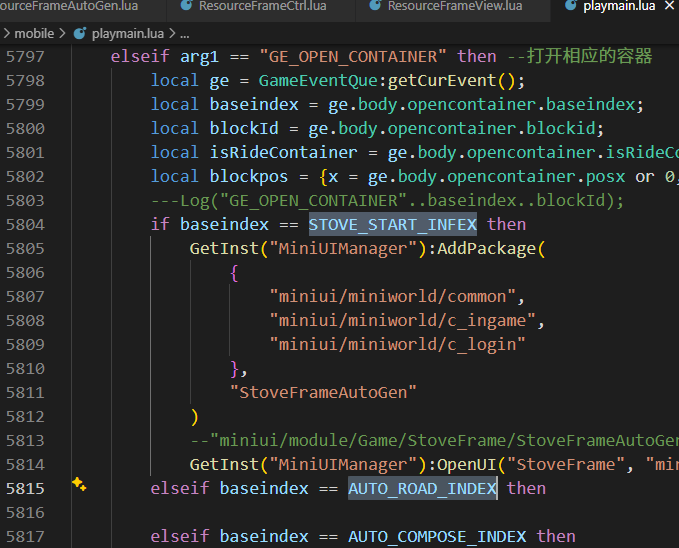 ourceFrameAutoGen.lua ResourceFrameCtrl.lua ResourceFrameView.lua playmain.lua ×
> mobile > playmain.lua > ...
5797 elseif arg1 == "GE_OPEN_CONTAINER" then --打开相应的容器
5798 local ge = GameEventQue:getCurEvent();
5799 local baseindex = ge.body.opencontainer.baseindex;
5800 local blockId = ge.body.opencontainer.blockid;
5801 local isRideContainer = ge.body.opencontainer.isRideCo
5802 local blockpos = {x = ge.body.opencontainer.posx or 0,
5803 ---Log("GE_OPEN_CONTAINER"..baseindex..blockId);
5804 if baseindex == STOVE_START_INFEX then
5805 GetInst("MiniUIManager"):AddPackage(
5806 {
5807 "miniui/miniworld/common",
5808 "miniui/miniworld/c_ingame",
5809 "miniui/miniworld/c_login"
5810 },
5811 "StoveFrameAutoGen"
5812 )
5813 --"miniui/module/Game/StoveFrame/StoveFrameAutoGen
5814 GetInst("MiniUIManager"):OpenUI("StoveFrame", "min
5815 elseif baseindex == AUTO_ROAD_INDEX then
5816
5817 elseif baseindex == AUTO_COMPOSE_INDEX then